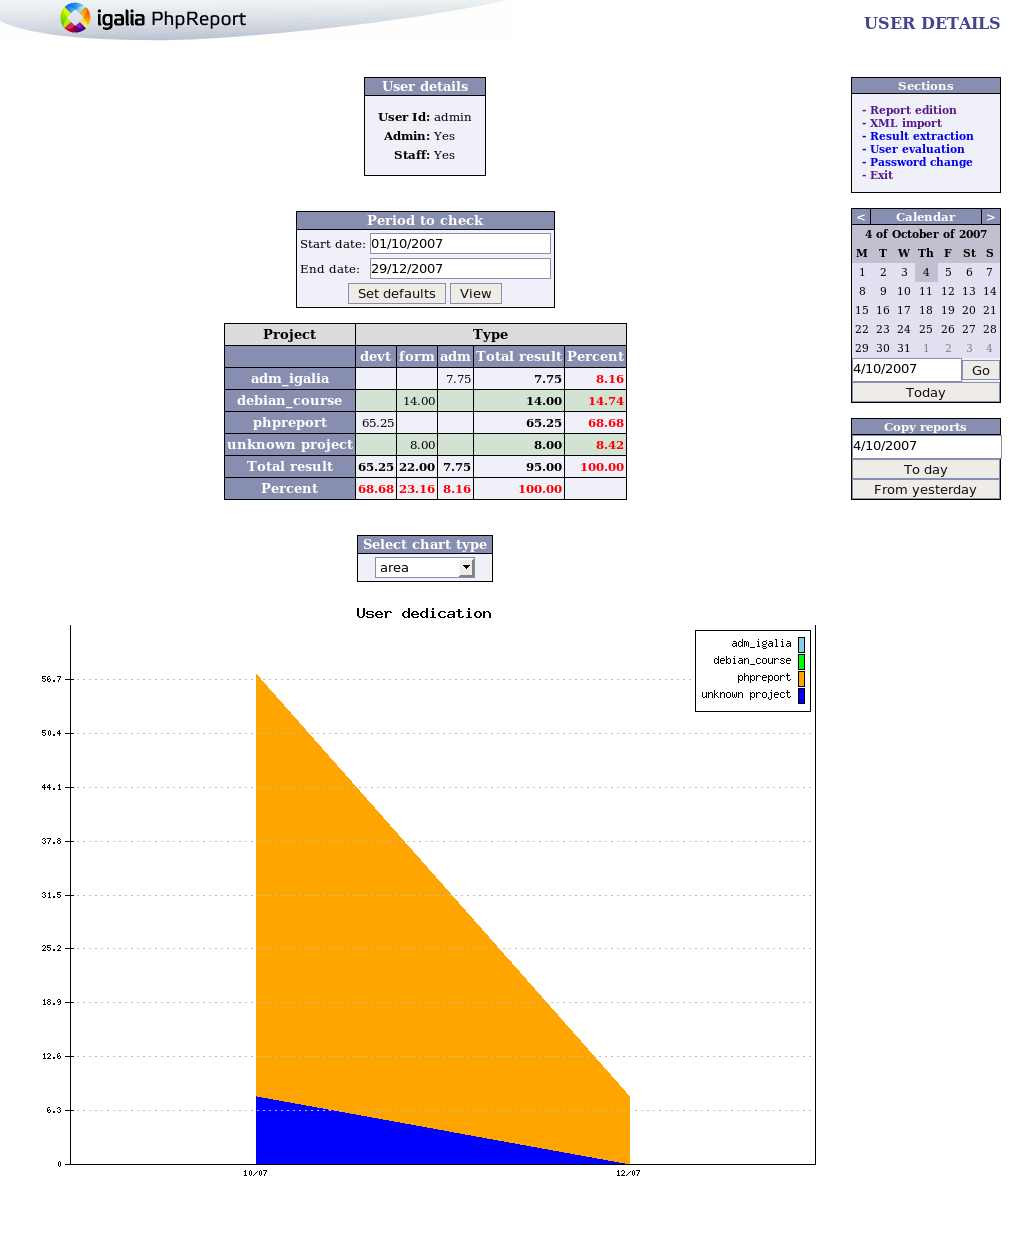 igalia PhpReport
USER DETAILS
User details
User Id: admin
Admin: Yes
Staff: Yes
Period to check
Start date: 01/10/2007
End date: 29/12/2007
Set defaults View
Project Type
devt form adm Total result Percent
adm_igalia 7.75 7.75 8.16
debian_course 14.00 14.00 14.74
phpreport 65.25 65.25 68.68
unknown project 8.00 8.00 8.42
Total result 65.25 22.00 7.75 95.00 100.00
Percent 68.68 23.16 8.16 100.00
Select chart type
area
User dedication
adm_igalia
debian_course
phpreport
unknown project
56.7
50.4
44.1
37.8
31.5
25.2
18.9
12.6
6.3
0
10/07 12/07
Sections
- Report edition
- XML import
- Result extraction
- User evaluation
- Password change
- Exit
< Calendar >
4 of October of 2007
M T W Th F St S
1 2 3 4 5 6 7
8 9 10 11 12 13 14
15 16 17 18 19 20 21
22 23 24 25 26 27 28
29 30 31 1 2 3 4
4/10/2007 Go
Today
Copy reports
4/10/2007
To day
From yesterday